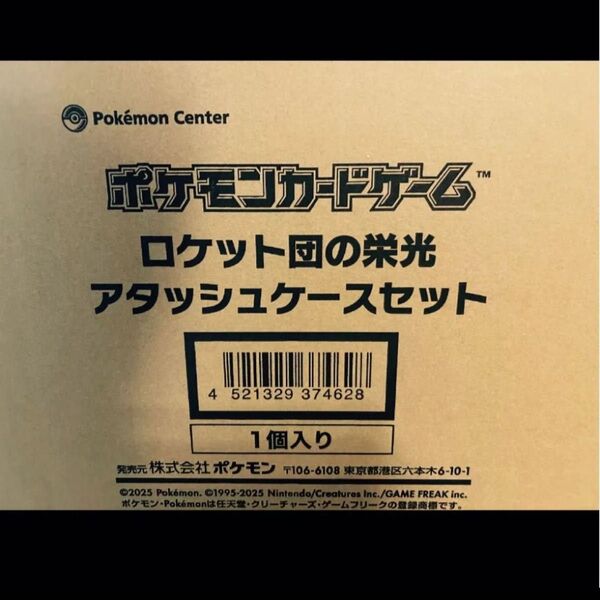 Pokémon Center
ポケモンカードゲーム™
ロケット団の栄光
アタッシュケースセット
4 521329 374628
1個入り
発売元 株式会社 ポケモン 〒106-6108 東京都港区六本木6-10-1
©2025 Pokémon. ©1995-2025 Nintendo/Creatures Inc./GAME FREAK inc.
ポケモン・Pokémonは任天堂・クリーチャーズ・ゲームフリークの登録商標です。